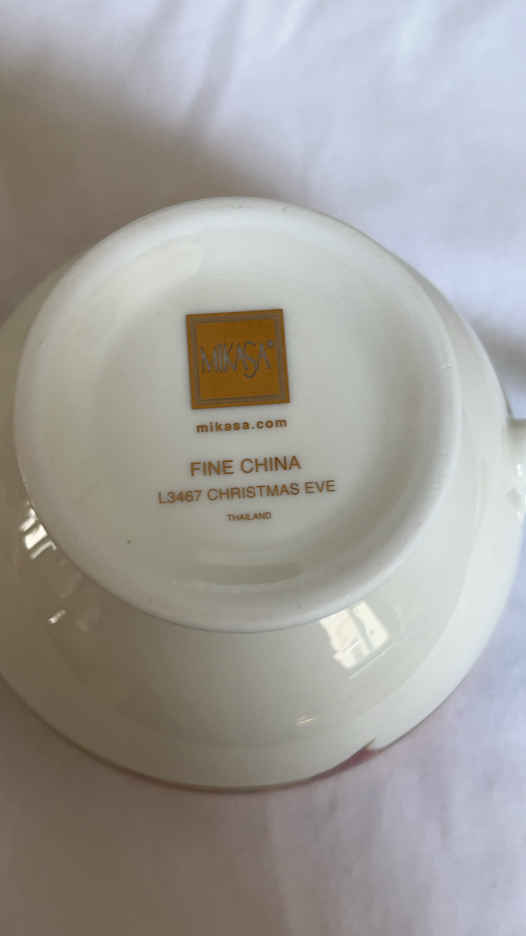 MIKASA®
mikasa.com
FINE CHINA
L3467 CHRISTMAS EVE
THAILAND